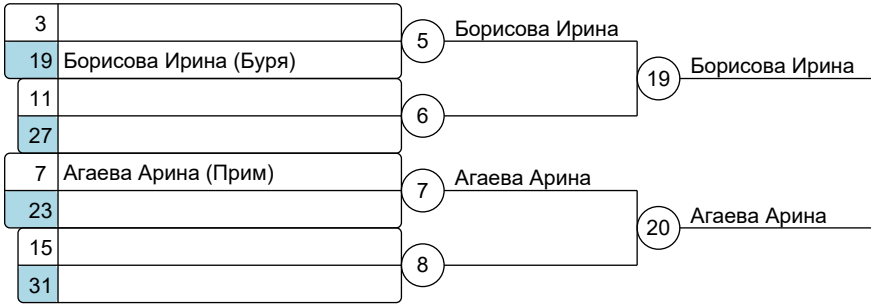 3
5 Борисова Ирина
19 Борисова Ирина (Буря)
19 Борисова Ирина
11
6
27
7 Агаева Арина (Прим)
7 Агаева Арина
23
20 Агаева Арина
15
8
31